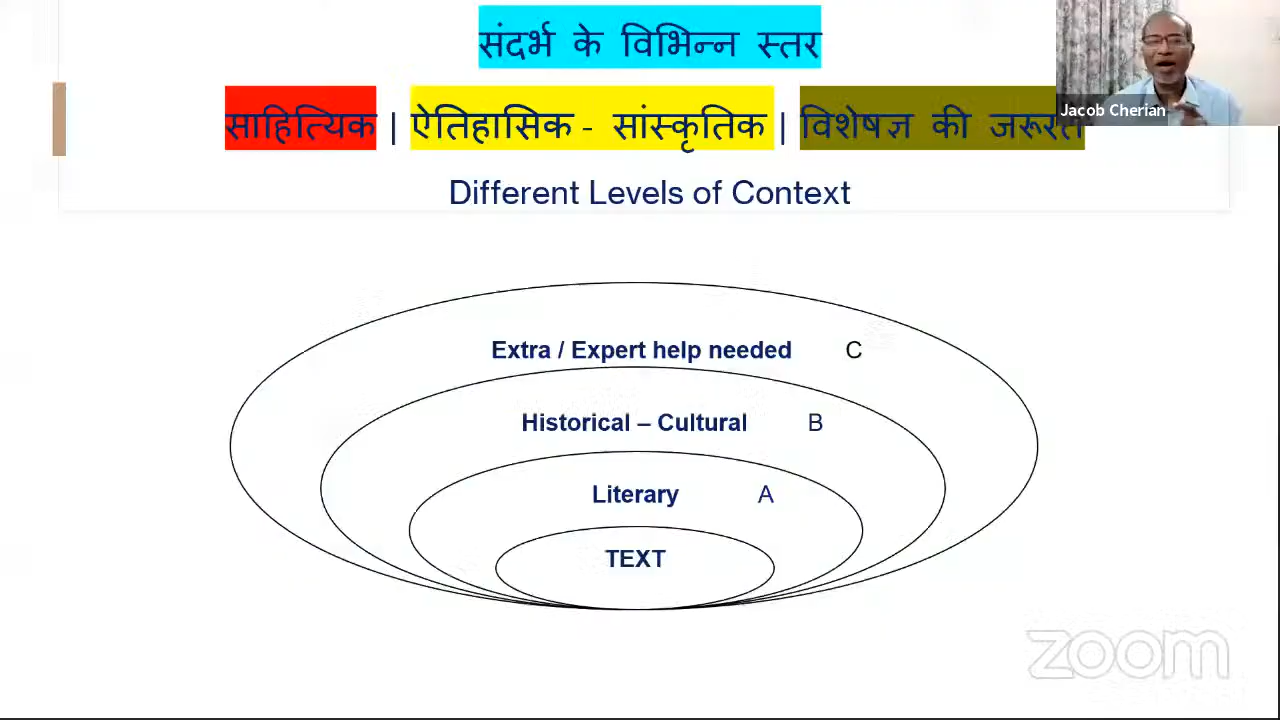 संदर्भ के विभिन्न स्तर
साहित्यिक | ऐतिहासिक - सांस्कृतिक | विशेषज्ञ की जरूरत
Jacob Cherian
Different Levels of Context
Extra / Expert help needed C
Historical – Cultural B
Literary A
TEXT
zoom